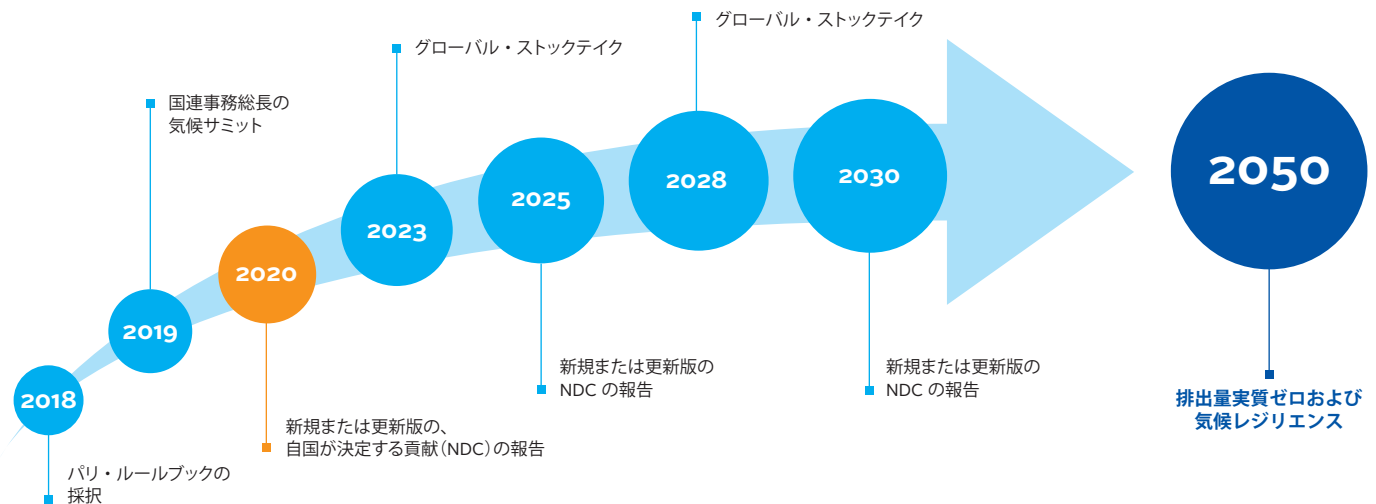 2018
パリ・ルールブックの
採択
2019
国連事務総長の
気候サミット
2020
新規または更新版の、
自国が決定する貢献（NDC）の報告
2023
グローバル・ストックテイク
2025
新規または更新版の
NDC の報告
2028
グローバル・ストックテイク
2030
新規または更新版の
NDC の報告
2050
排出量実質ゼロおよび
気候レジリエンス